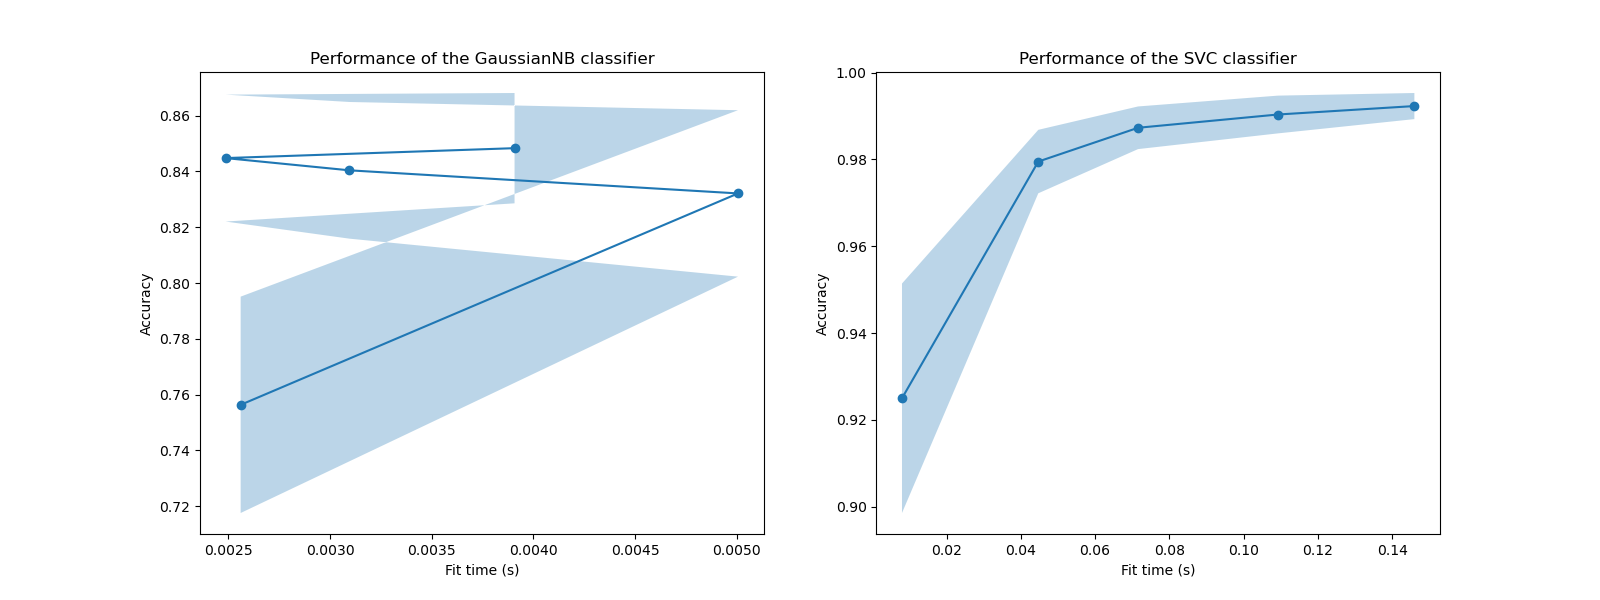 Performance of the GaussianNB classifier
0.86
0.84
0.82
0.80
0.78
0.76
0.74
0.72
Accuracy
0.0025 0.0030 0.0035 0.0040 0.0045 0.0050
Fit time (s)
Performance of the SVC classifier
1.00
0.98
0.96
0.94
0.92
0.90
Accuracy
0.02 0.04 0.06 0.08 0.10 0.12 0.14
Fit time (s)